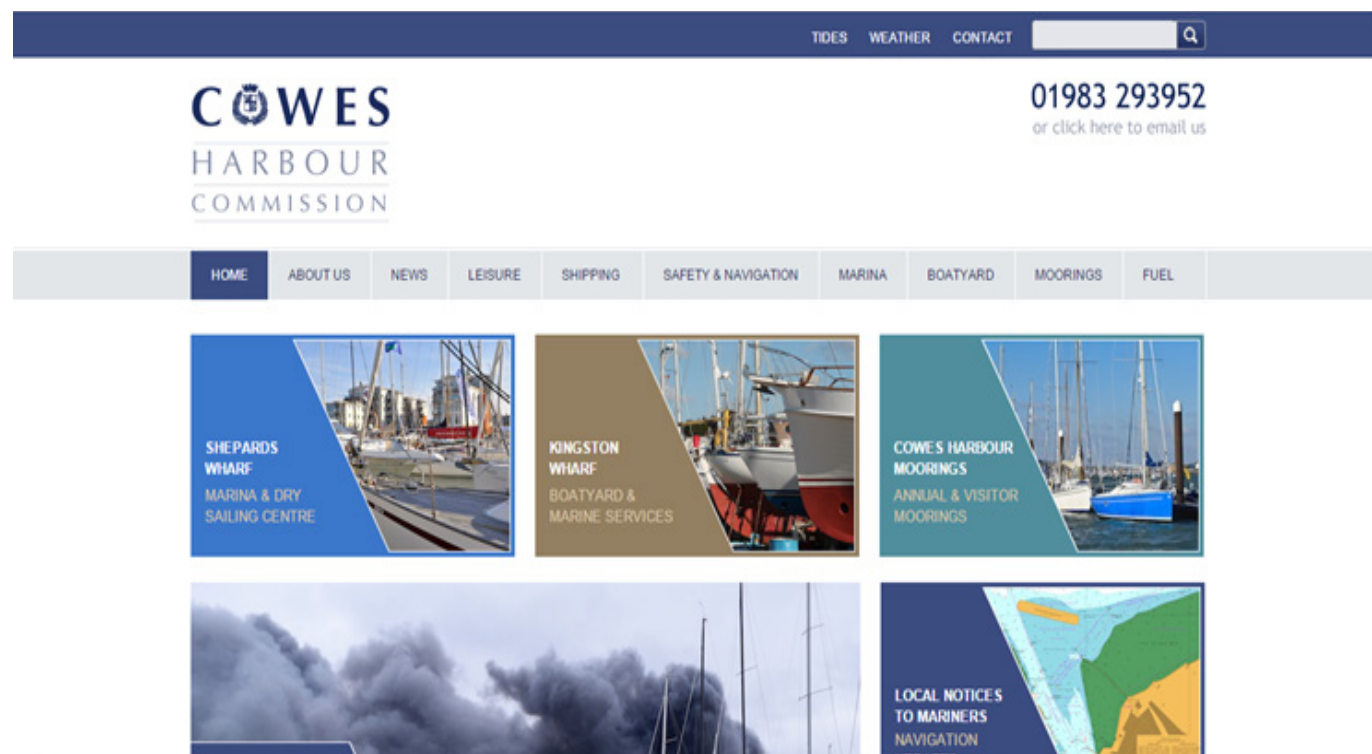 TIDES WEATHER CONTACT
COWES
HARBOUR
COMMISSION
01983 293952
or click here to email us
HOME ABOUT US NEWS LEISURE SHIPPING SAFETY & NAVIGATION MARINA BOATYARD MOORINGS FUEL
SHEPARDS
WHARF
MARINA & DRY
SAILING CENTRE
KINGSTON
WHARF
BOATYARD &
MARINE SERVICES
COWES HARBOUR
MOORINGS
ANNUAL & VISITOR
MOORINGS
LOCAL NOTICES
TO MARINERS
NAVIGATION